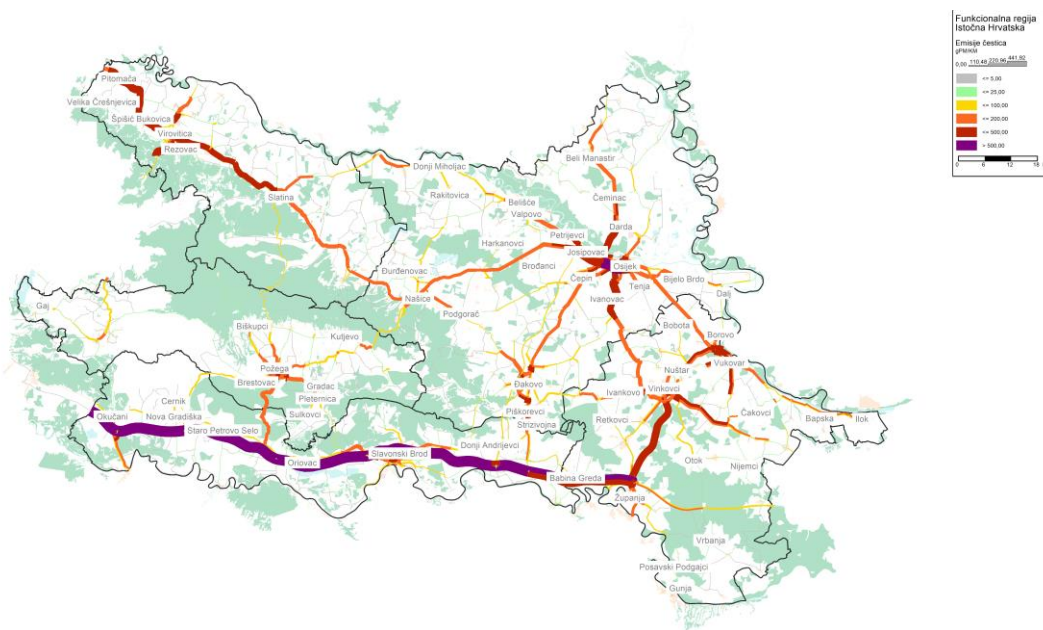 Funkcionalna regija
Istočna Hrvatska
Emisije čestica
gPM/KM
0,00 110.48 220.96 441.92
<= 5,00
<= 25,00
<= 100,00
<= 200,00
<= 500,00
> 500,00
0 6 12 18
Pitomača
Velika Črešnjevica
Špišić Bukovica
Virovitica
Rezovac
Slatina
Donji Miholjac
Rakitovica
Belišće
Valpovo
Beli Manastir
Čeminac
Darda
Petrijevci
Harkanovci
Josipovac
Osijek
Brođanci
Čepin
Tenja
Bijelo Brdo
Đurđenovac
Dalj
Našice
Ivanovac
Podgorač
Gaj
Bobota
Borovo
Biškupci
Kutjevo
Vukovar
Nuštar
Požega
Brestovac
Gradac
Đakovo
Vinkovci
Ivankovo
Pleternica
Cernik
Sulkovci
Piškorevci
Retkovci
Čakovci
Bapska
Ilok
Okučani
Nova Gradiška
Strizivojna
Staro Petrovo Selo
Donji Andrijevci
Slavonski Brod
Otok
Nijemci
Oriovac
Babina Greda
Županja
Vrbanja
Posavski Podgajci
Gunja